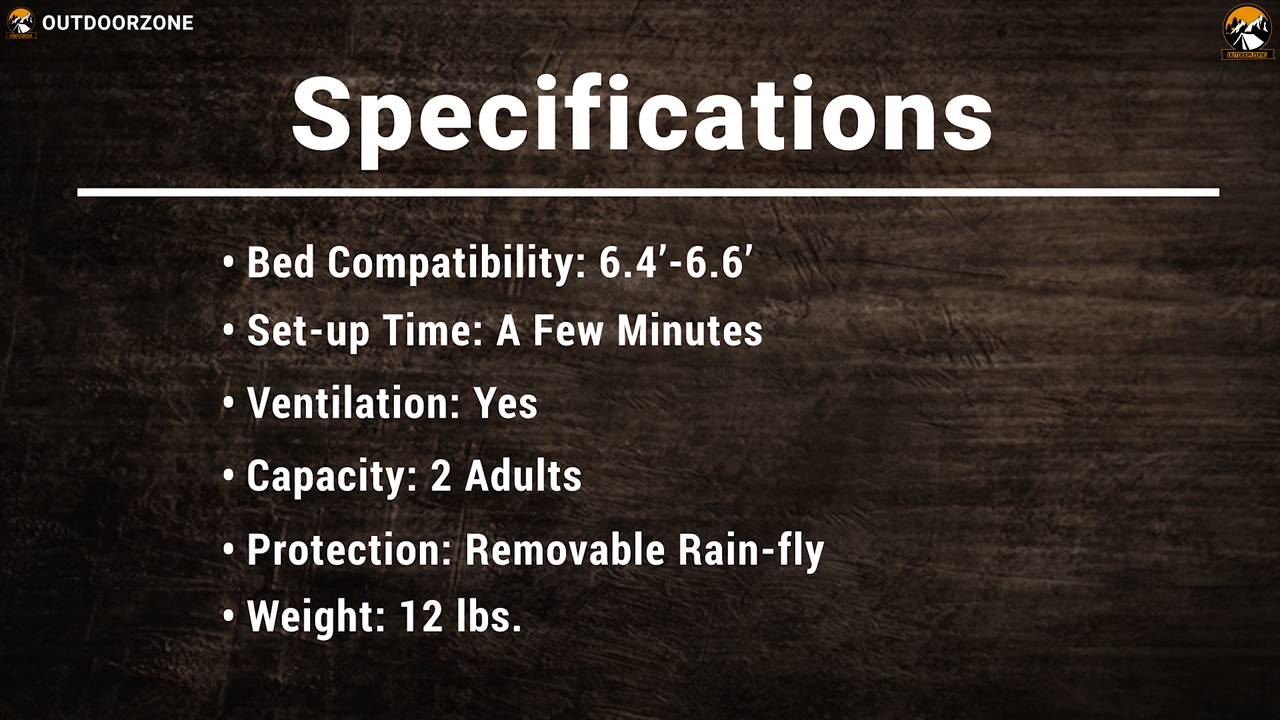 OUTDOORZONE
OUTDOORZONE
Specifications
• Bed Compatibility: 6.4’-6.6’
• Set-up Time: A Few Minutes
• Ventilation: Yes
• Capacity: 2 Adults
• Protection: Removable Rain-fly
• Weight: 12 lbs.